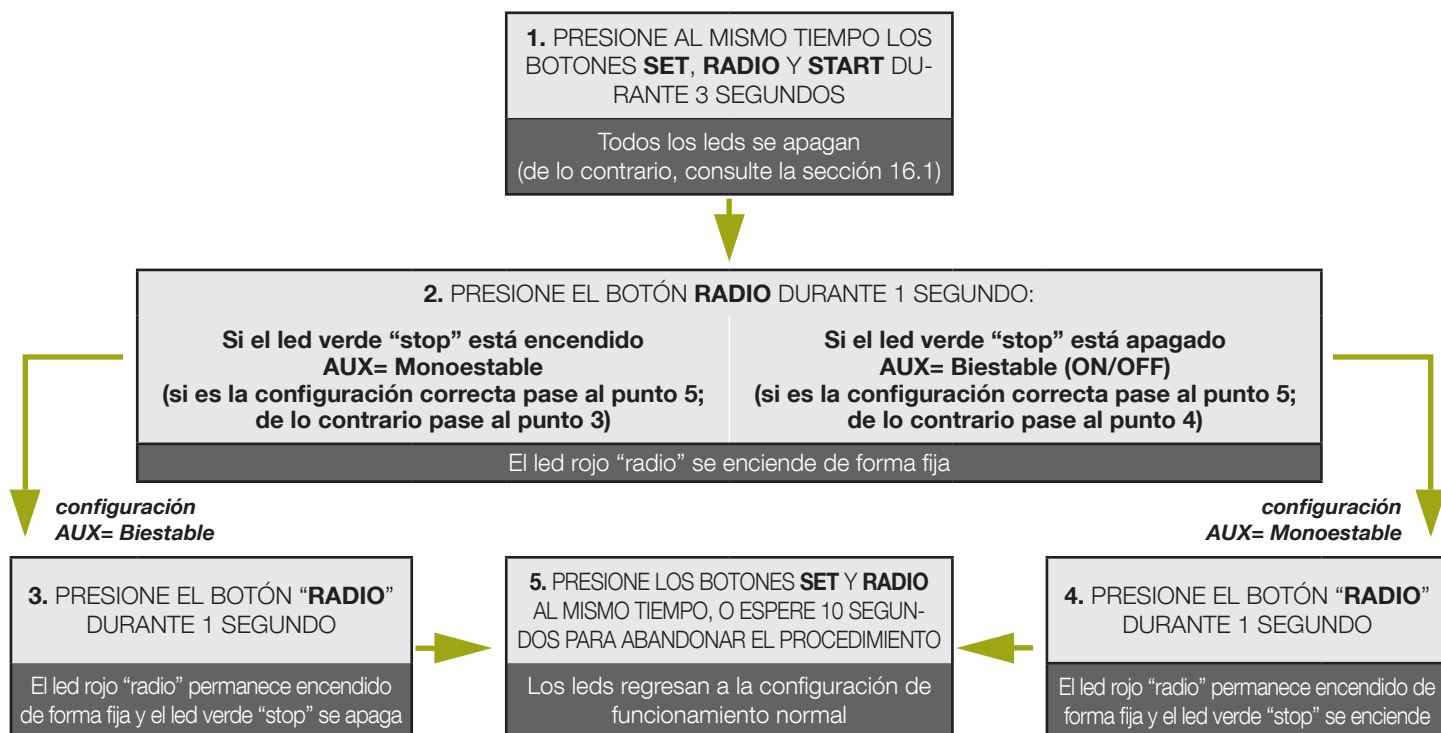 1. PRESIONE AL MISMO TIEMPO LOS
BOTONES SET, RADIO Y START DU-
RANTE 3 SEGUNDOS
Todos los leds se apagan
(de lo contrario, consulte la sección 16.1)
2. PRESIONE EL BOTÓN RADIO DURANTE 1 SEGUNDO:
Si el led verde “stop” está encendido
AUX= Monoestable
(si es la configuración correcta pase al punto 5;
de lo contrario pase al punto 3)
Si el led verde “stop” está apagado
AUX= Biestable (ON/OFF)
(si es la configuración correcta pase al punto 5;
de lo contrario pase al punto 4)
El led rojo “radio” se enciende de forma fija
configuración
AUX= Biestable
configuración
AUX= Monoestable
3. PRESIONE EL BOTÓN “RADIO”
DURANTE 1 SEGUNDO
El led rojo “radio” permanece encendido
de forma fija y el led verde “stop” se apaga
5. PRESIONE LOS BOTONES SET Y RADIO
AL MISMO TIEMPO, O ESPERE 10 SEGUN-
DOS PARA ABANDONAR EL PROCEDIMIENTO
Los leds regresan a la configuración de
funcionamiento normal
4. PRESIONE EL BOTÓN “RADIO”
DURANTE 1 SEGUNDO
El led rojo “radio” permanece encendido de
forma fija y el led verde “stop” se enciende